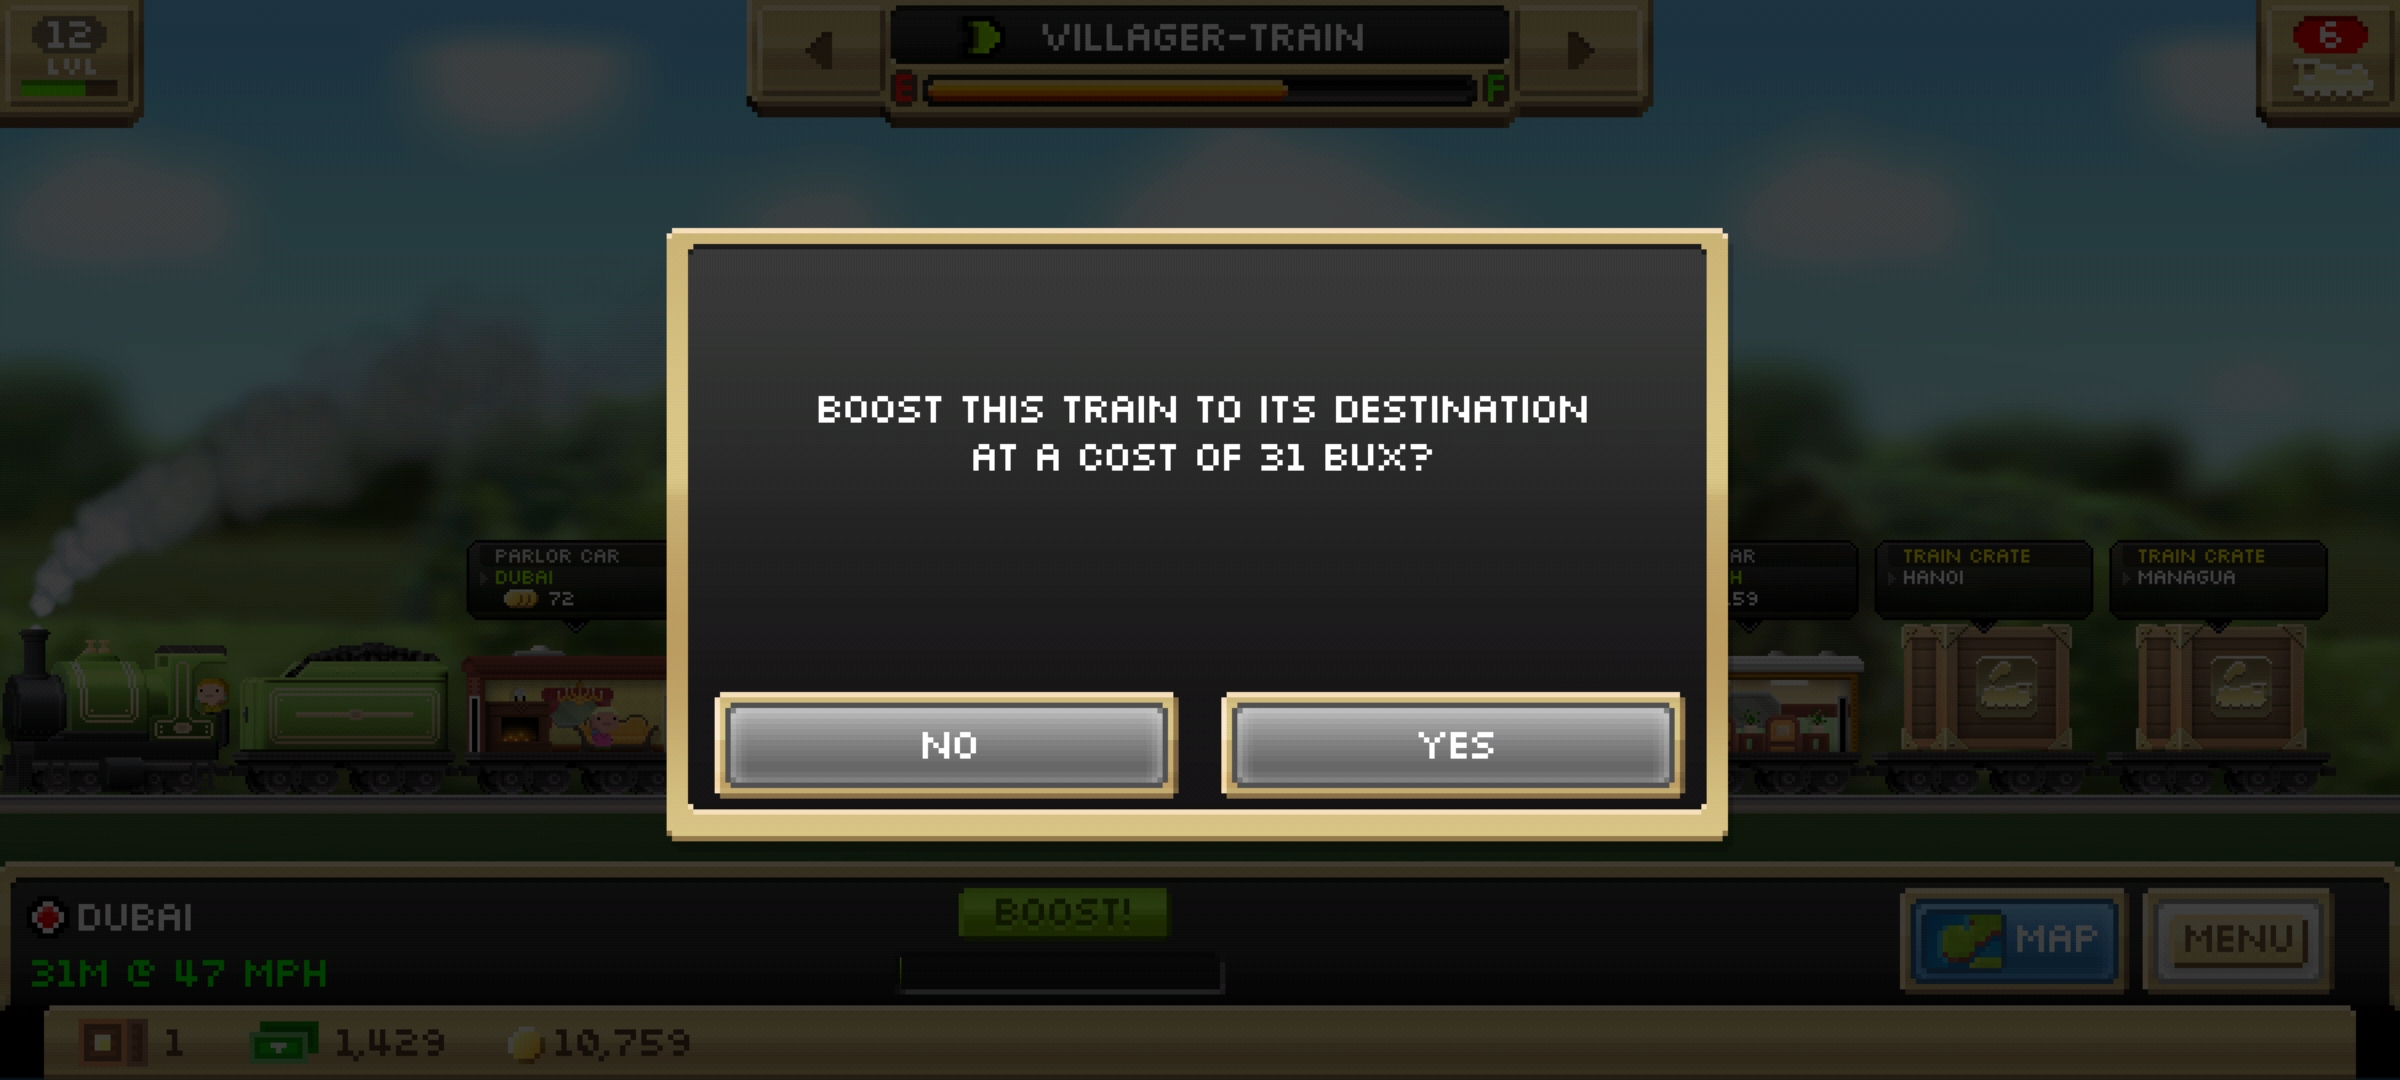 12
LVL
VILLAGER-TRAIN
E
F
6
BOOST THIS TRAIN TO ITS DESTINATION
AT A COST OF 31 BUX?
NO
YES
PARLOR CAR
DUBAI
72
AR
H
59
TRAIN CRATE
HANOI
TRAIN CRATE
MANAGUA
DUBAI
31M @ 47 MPH
BOOST!
MAP
MENU
1
1,429
10,759